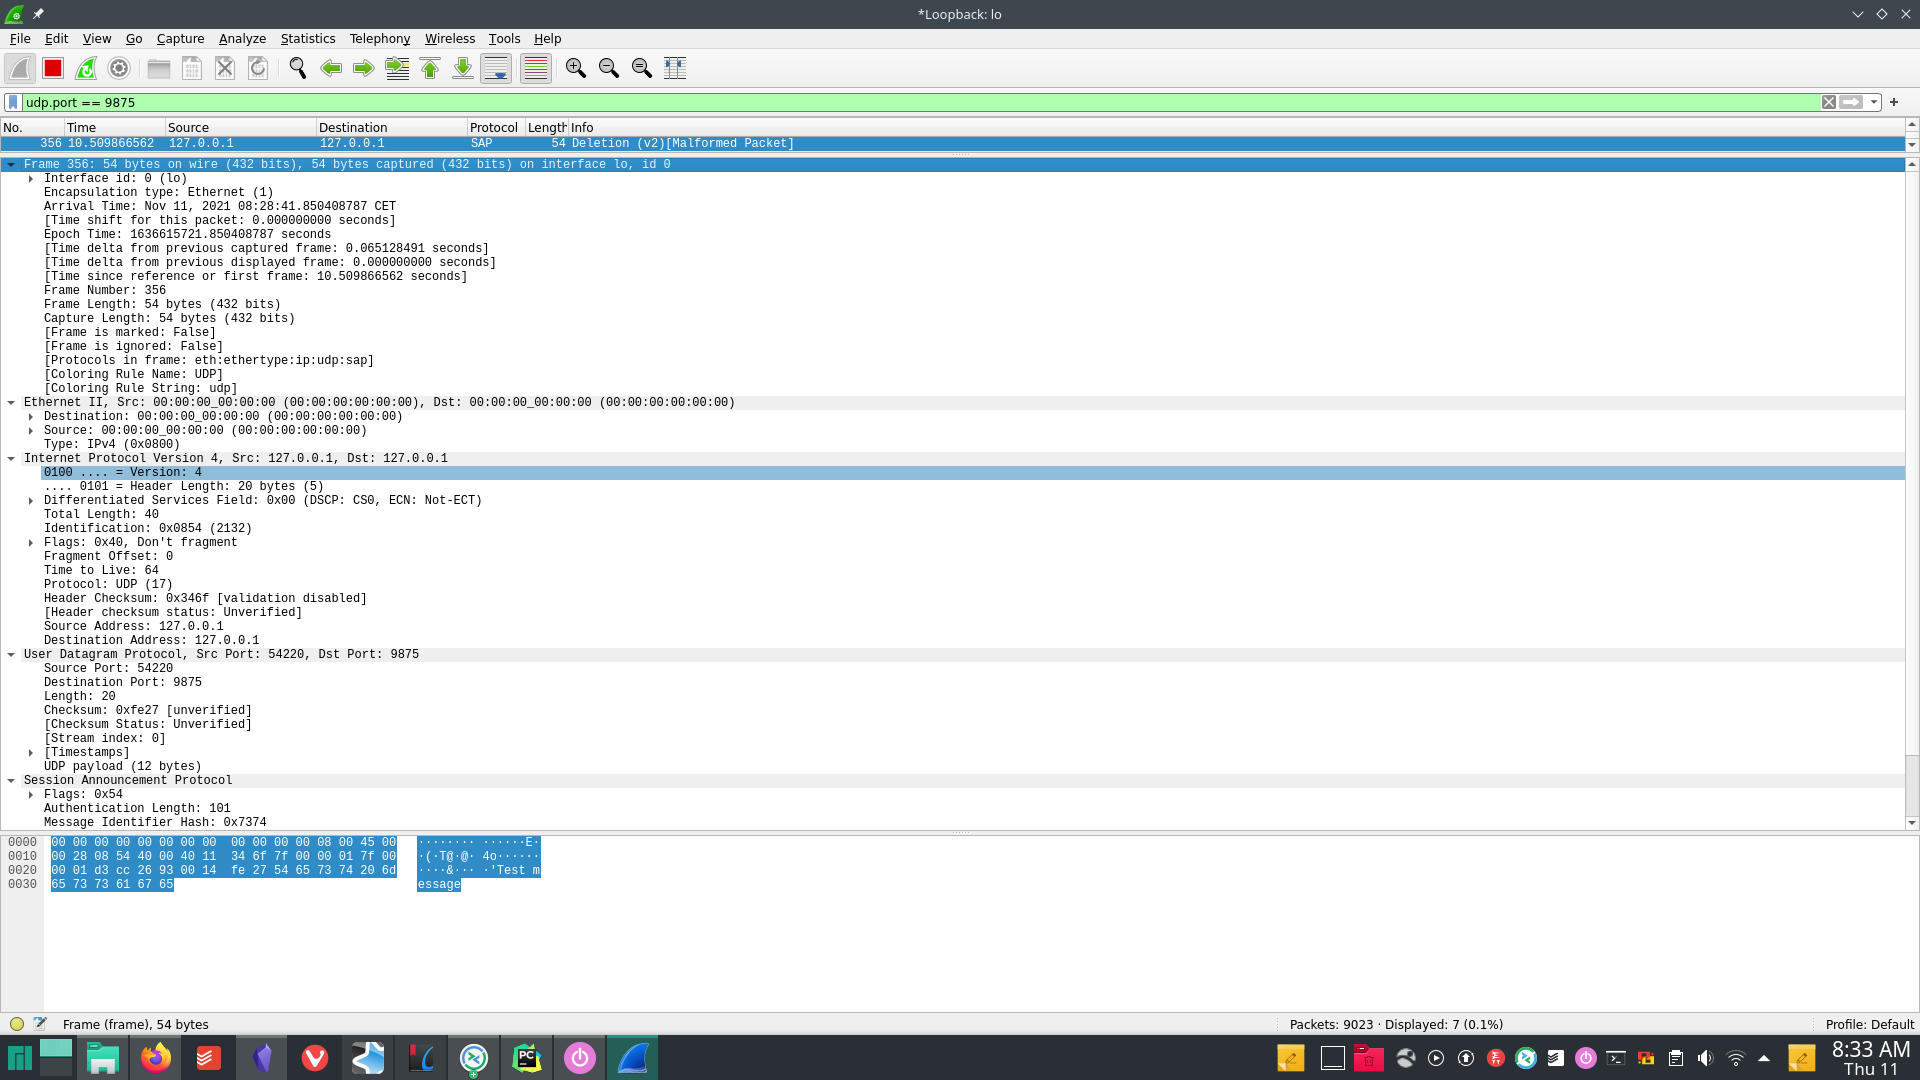 *Loopback: lo
File Edit View Go Capture Analyze Statistics Telephony Wireless Tools Help
udp.port == 9875
No. Time Source Destination Protocol Length Info
356 10.509866562 127.0.0.1 127.0.0.1 SAP 54 Deletion (v2)[Malformed Packet]
Frame 356: 54 bytes on wire (432 bits), 54 bytes captured (432 bits) on interface lo, id 0
Interface id: 0 (lo)
Encapsulation type: Ethernet (1)
Arrival Time: Nov 11, 2021 08:28:41.850408787 CET
[Time shift for this packet: 0.000000000 seconds]
Epoch Time: 1636615721.850408787 seconds
[Time delta from previous captured frame: 0.065128491 seconds]
[Time delta from previous displayed frame: 0.000000000 seconds]
[Time since reference or first frame: 10.509866562 seconds]
Frame Number: 356
Frame Length: 54 bytes (432 bits)
Capture Length: 54 bytes (432 bits)
[Frame is marked: False]
[Frame is ignored: False]
[Protocols in frame: eth:ethertype:ip:udp:sap]
[Coloring Rule Name: UDP]
[Coloring Rule String: udp]
Ethernet II, Src: 00:00:00_00:00:00 (00:00:00:00:00:00), Dst: 00:00:00_00:00:00 (00:00:00:00:00:00)
Destination: 00:00:00_00:00:00 (00:00:00:00:00:00)
Source: 00:00:00_00:00:00 (00:00:00:00:00:00)
Type: IPv4 (0x0800)
Internet Protocol Version 4, Src: 127.0.0.1, Dst: 127.0.0.1
0100 .... = Version: 4
.... 0101 = Header Length: 20 bytes (5)
Differentiated Services Field: 0x00 (DSCP: CS0, ECN: Not-ECT)
Total Length: 40
Identification: 0x0854 (2132)
Flags: 0x40, Don't fragment
Fragment Offset: 0
Time to Live: 64
Protocol: UDP (17)
Header Checksum: 0x346f [validation disabled]
[Header checksum status: Unverified]
Source Address: 127.0.0.1
Destination Address: 127.0.0.1
User Datagram Protocol, Src Port: 54220, Dst Port: 9875
Source Port: 54220
Destination Port: 9875
Length: 20
Checksum: 0xfe27 [unverified]
[Checksum Status: Unverified]
[Stream index: 0]
[Timestamps]
UDP payload (12 bytes)
Session Announcement Protocol
Flags: 0x54
Authentication Length: 101
Message Identifier Hash: 0x7374
0000 00 00 00 00 00 00 00 00 00 00 00 00 08 00 45 00 ········ ······E·
0010 00 28 08 54 40 00 40 11 34 6f 7f 00 00 01 7f 00 ·(·T@·@· 4o······
0020 00 01 d3 cc 26 93 00 14 fe 27 54 65 73 74 20 6d ····&··· ·'Test m
0030 65 73 73 61 67 65 essage
Frame (frame), 54 bytes Packets: 9023 · Displayed: 7 (0.1%) Profile: Default
PC
8:33 AM
Thu 11